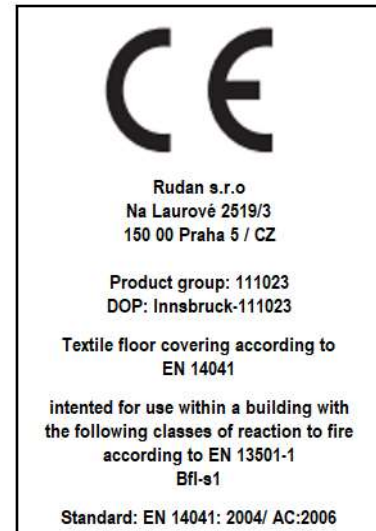 CE
Rudan s.r.o
Na Laurové 2519/3
150 00 Praha 5 / CZ
Product group: 111023
DOP: Innsbruck-111023
Textile floor covering according to
EN 14041
intented for use within a building with
the following classes of reaction to fire
according to EN 13501-1
Bfl-s1
Standard: EN 14041: 2004/ AC:2006